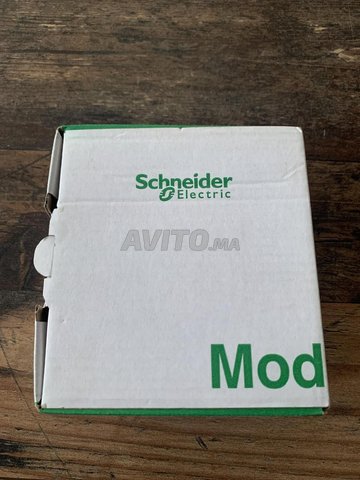 Schneider
Electric
AVITO.MA
Mod